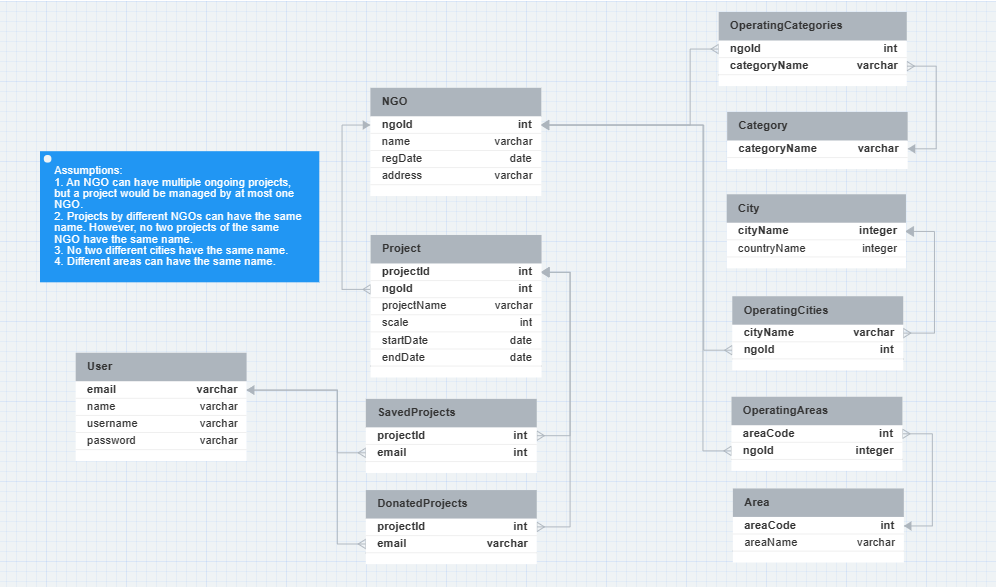 OperatingCategories
ngoId int
categoryName varchar
Category
categoryName varchar
NGO
ngoId int
name varchar
regDate date
address varchar
Assumptions:
1. An NGO can have multiple ongoing projects,
but a project would be managed by at most one
NGO.
2. Projects by different NGOs can have the same
name. However, no two projects of the same
NGO have the same name.
3. No two different cities have the same name.
4. Different areas can have the same name.
City
cityName integer
countryName integer
Project
projectId int
ngoId int
projectName varchar
scale int
startDate date
endDate date
OperatingCities
cityName varchar
ngoId int
User
email varchar
name varchar
username varchar
password varchar
SavedProjects
projectId int
email int
OperatingAreas
areaCode int
ngoId integer
DonatedProjects
projectId int
email varchar
Area
areaCode int
areaName varchar